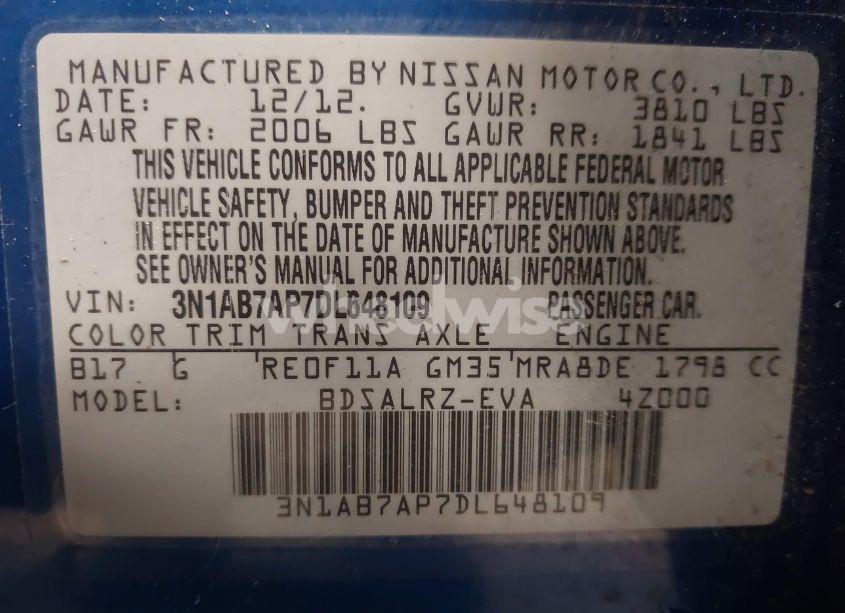 MANUFACTURED BY NISSAN MOTOR CO., LTD.
DATE: 12/12. GVWR: 3810 LBS
GAWR FR: 2006 LBS GAWR RR: 1841 LBS
THIS VEHICLE CONFORMS TO ALL APPLICABLE FEDERAL MOTOR
VEHICLE SAFETY, BUMPER AND THEFT PREVENTION STANDARDS
IN EFFECT ON THE DATE OF MANUFACTURE SHOWN ABOVE.
SEE OWNER'S MANUAL FOR ADDITIONAL INFORMATION.
VIN: 3N1AB7AP7DL648109 PASSENGER CAR.
COLOR TRIM TRANS AXLE ENGINE
B17 G RE0F11A GM35 MRA8DE 1798 CC
MODEL: BDSALRZ-EVA 4Z000
3N1AB7AP7DL648109